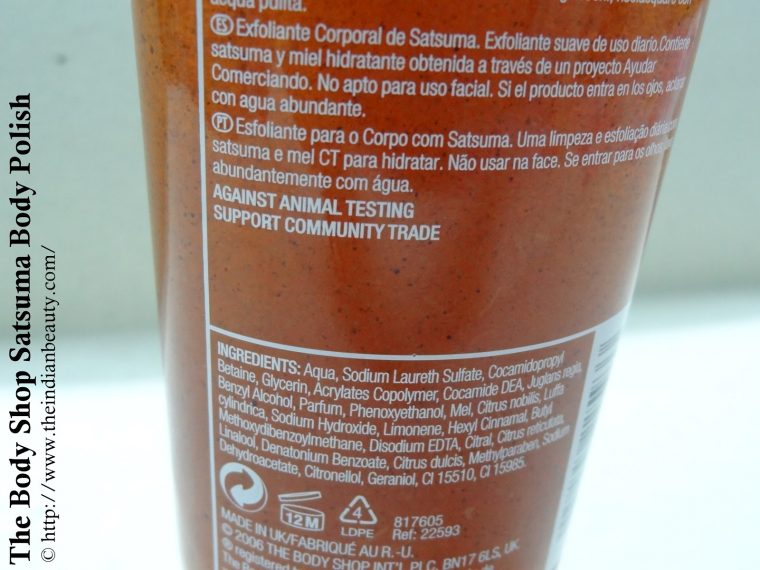 acqua pulita.
ES Exfoliante Corporal de Satsuma. Exfoliante suave de uso diario. Contiene
satsuma y miel hidratante obtenida a través de un proyecto Ayudar
Comerciando. No apto para uso facial. Si el producto entra en los ojos, aclarar
con agua abundante.
PT Esfoliante para o Corpo com Satsuma. Uma limpeza e esfoliação diária com
satsuma e mel CT para hidratar. Não usar na face. Se entrar para os olhos,
abundantemente com água.
AGAINST ANIMAL TESTING
SUPPORT COMMUNITY TRADE
INGREDIENTS: Aqua, Sodium Laureth Sulfate, Cocamidopropyl
Betaine, Glycerin, Acrylates Copolymer, Cocamide DEA, Juglans regia,
Benzyl Alcohol, Parfum, Phenoxyethanol, Mel, Citrus nobilis, Luffa
cylindrica, Sodium Hydroxide, Limonene, Hexyl Cinnamal, Butyl
Methoxydibenzoylmethane, Disodium EDTA, Citral, Citrus reticulata,
Linalool, Denatonium Benzoate, Citrus dulcis, Methylparaben, Sodium
Dehydroacetate, Citronellol, Geraniol, CI 15510, CI 15985.
12 M
4
LDPE
817605
Ref: 22593
MADE IN UK/FABRIQUÉ AU R.-U.
© 2006 THE BODY SHOP INT'L PLC, BN17 6LS, UK
® registered
The Body Shop Satsuma Body Polish
© http://www.theindianbeauty.com/